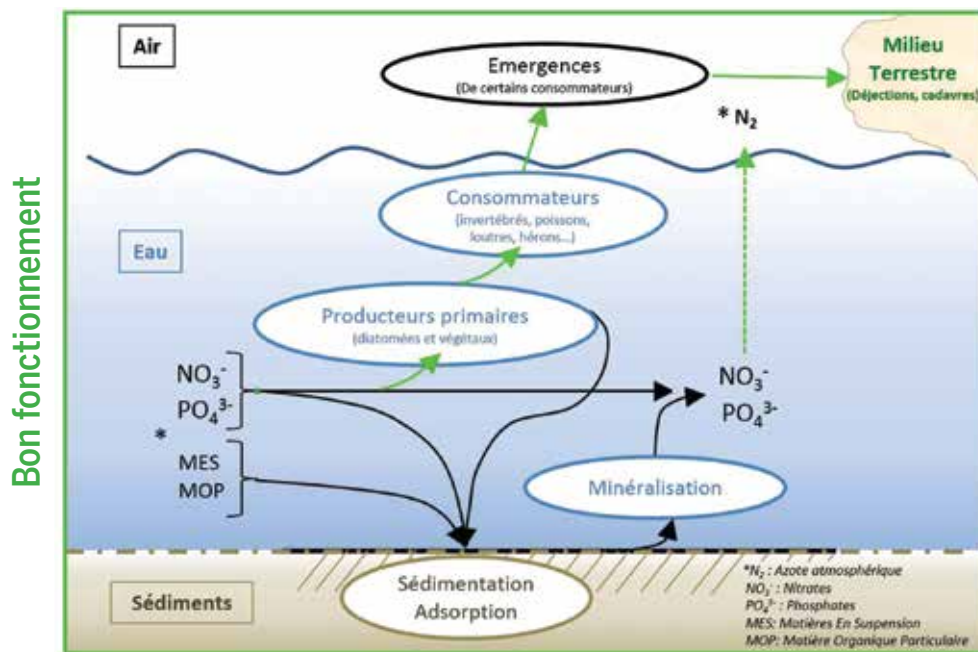 Bon fonctionnement
Air
Emergences
(De certains consommateurs)
Milieu
Terrestre
(Déjections, cadavres)
* N₂
Consommateurs
(invertébrés, poissons,
loutres, hérons...)
Eau
Producteurs primaires
(diatomées et végétaux)
NO₃⁻
PO₄³⁻
*
MES
MOP
NO₃⁻
PO₄³⁻
Minéralisation
Sédimentation
Adsorption
Sédiments
*N₂ : Azote atmosphérique
NO₃⁻ : Nitrates
PO₄³⁻ : Phosphates
MES: Matières En Suspension
MOP: Matière Organique Particulaire